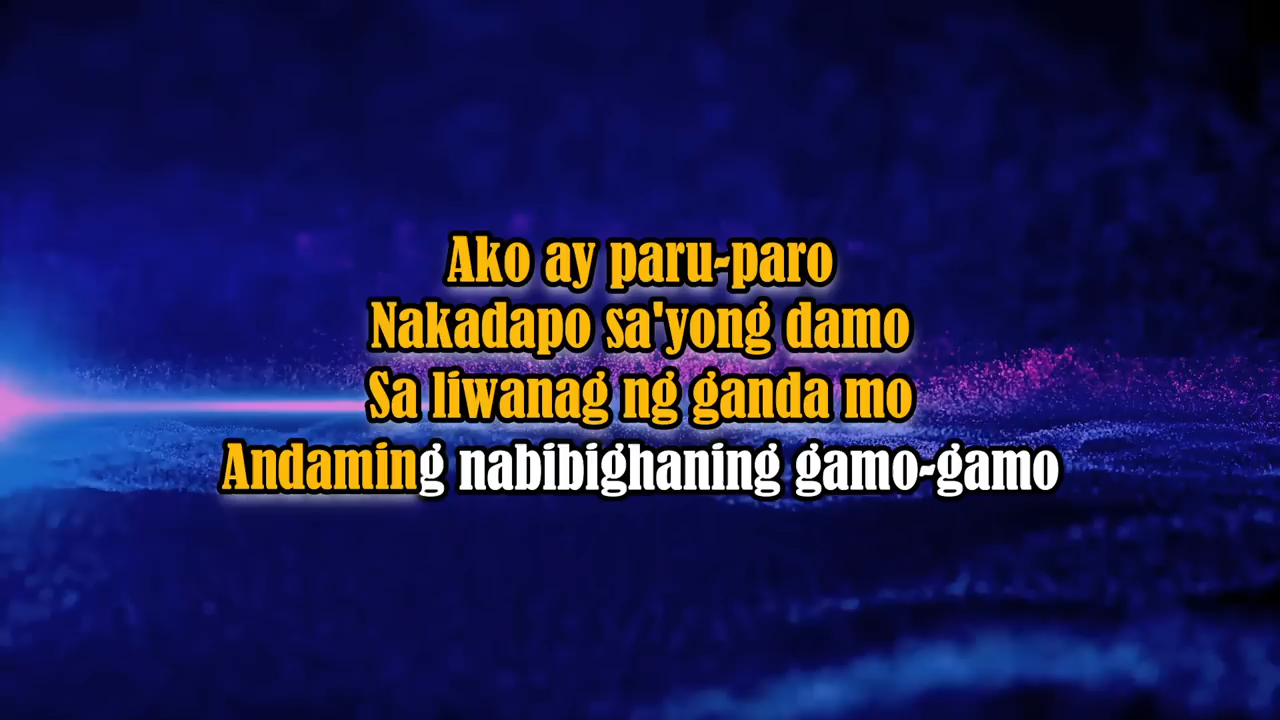 Ako ay paru-paro
Nakadapo sa'yong damo
Sa liwanag ng ganda mo
Andaming nabibighaning gamo-gamo